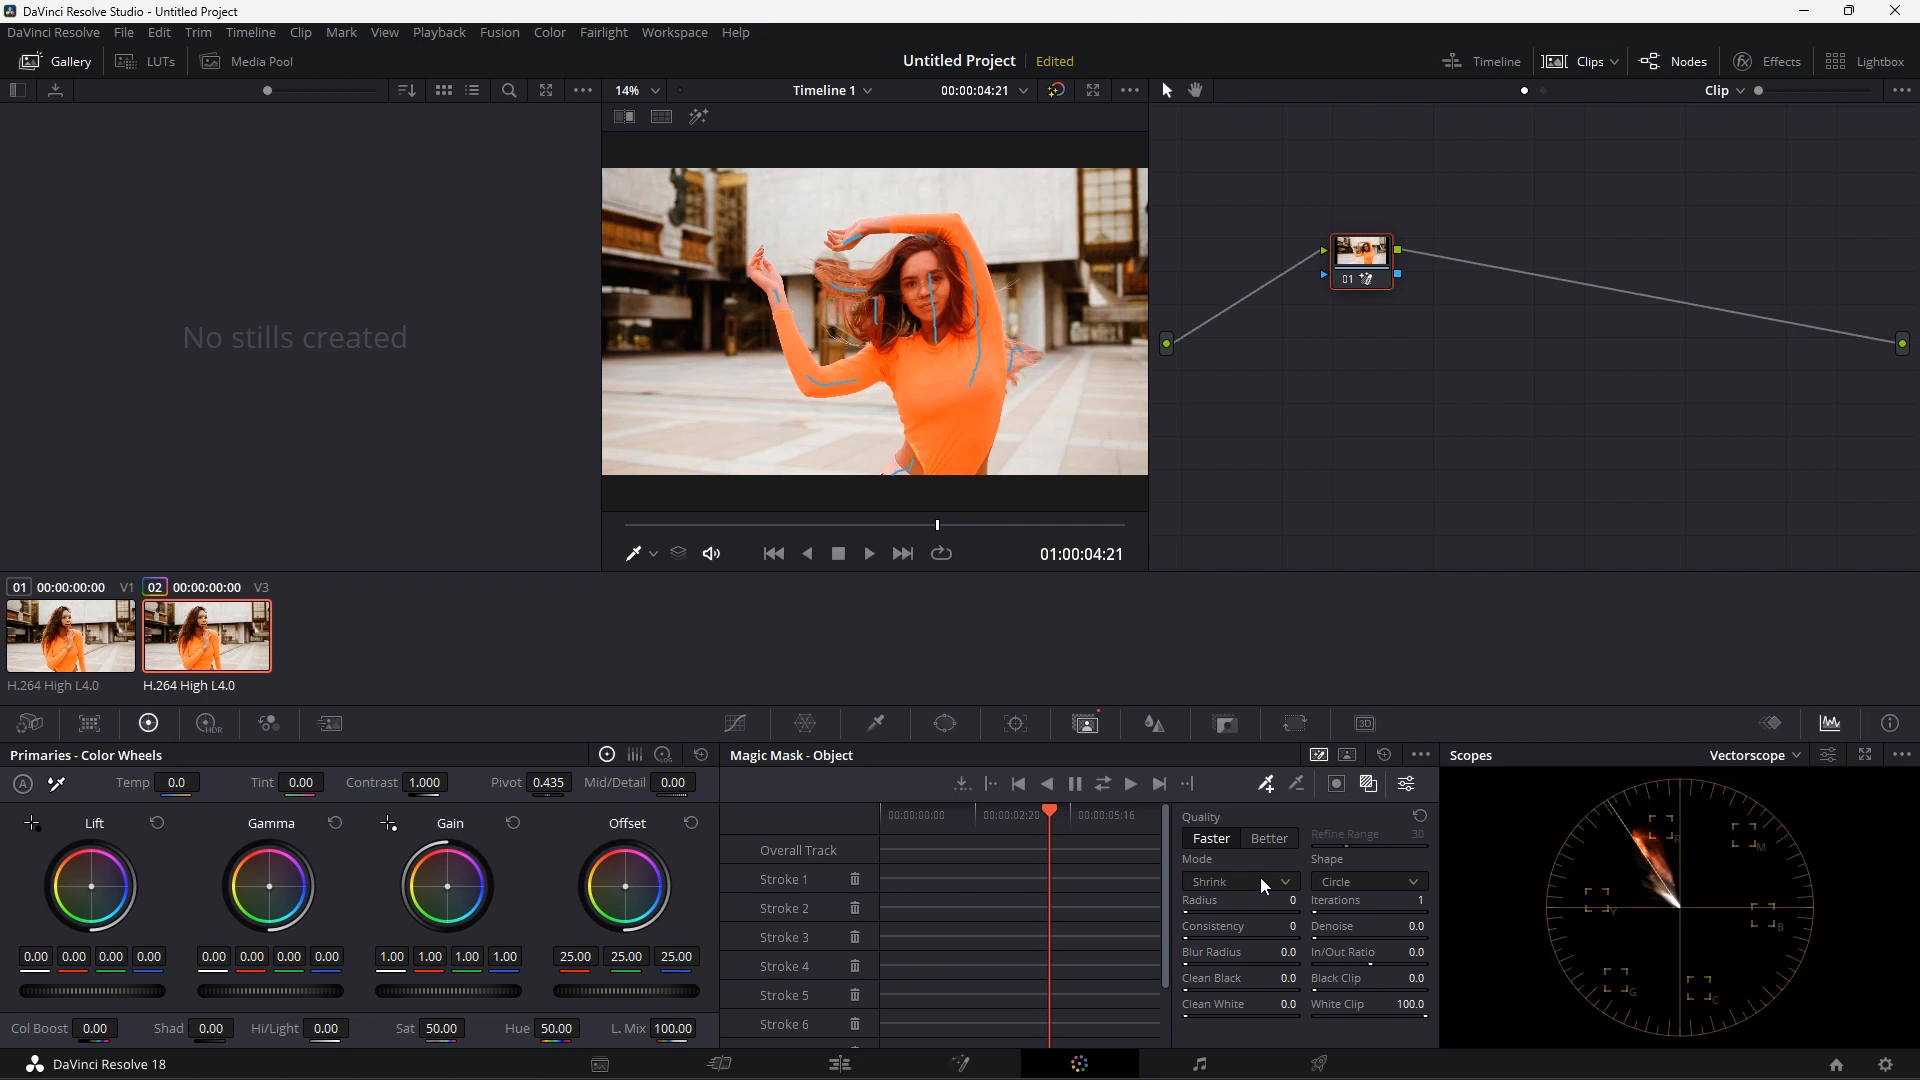 DaVinci Resolve Studio - Untitled Project
DaVinci Resolve File Edit Trim Timeline Clip Mark View Playback Fusion Color Fairlight Workspace Help
Gallery LUTs Media Pool Untitled Project Edited Timeline Clips Nodes Effects Lightbox
14% Timeline 1 00:00:04:21 Clip
No stills created
01
01:00:04:21
01 00:00:00:00 V1 02 00:00:00:00 V3
H.264 High L4.0 H.264 High L4.0
HDR 3D
Primaries - Color Wheels Magic Mask - Object Scopes Vectorscope
LOG
A Temp 0.0 Tint 0.00 Contrast 1.000 Pivot 0.435 Mid/Detail 0.00
Lift Gamma Gain Offset
00:00:00:00 00:00:02:20 00:00:05:16
Quality
Faster Better Refine Range 30
Overall Track
Mode Shape
Stroke 1 Shrink Circle
Stroke 2 Radius 0 Iterations 1
Stroke 3 Consistency 0 Denoise 0.0
0.00 0.00 0.00 0.00 0.00 0.00 0.00 0.00 1.00 1.00 1.00 1.00 25.00 25.00 25.00
Stroke 4 Blur Radius 0.0 In/Out Ratio 0.0
Stroke 5 Clean Black 0.0 Black Clip 0.0
Stroke 6 Clean White 0.0 White Clip 100.0
R M Y B G C
Col Boost 0.00 Shad 0.00 Hi/Light 0.00 Sat 50.00 Hue 50.00 L. Mix 100.00
DaVinci Resolve 18